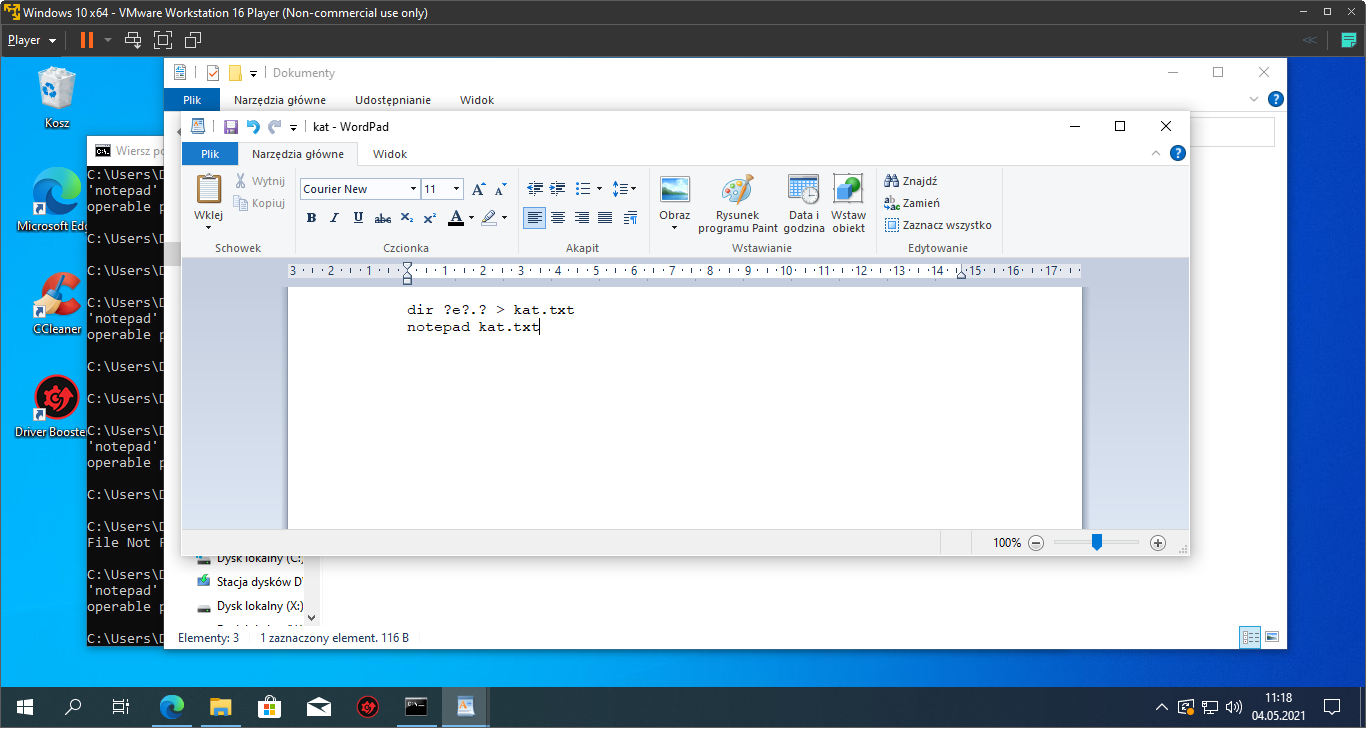 Windows 10 x64 - VMware Workstation 16 Player (Non-commercial use only)
Player
Kosz
Microsoft Edg
CCleaner
Driver Booste
Dokumenty
Plik Narzędzia główne Udostępnianie Widok
Wiersz po
C:\Users\D
'notepad'
operable p
C:\Users\D
C:\Users\D
C:\Users\D
'notepad'
operable p
C:\Users\D
C:\Users\D
C:\Users\D
'notepad'
operable p
C:\Users\D
C:\Users\D
File Not F
C:\Users\D
'notepad'
operable p
C:\Users\D
kat - WordPad
Plik Narzędzia główne Widok
Wklej
Wytnij
Kopiuj
Schowek
Courier New 11
Czcionka
Akapit
Obraz
Rysunek programu Paint
Data i godzina
Wstaw obiekt
Wstawianie
Znajdź
Zamień
Zaznacz wszystko
Edytowanie
3 2 1 1 2 3 4 5 6 7 8 9 10 11 12 13 14 15 16 17
dir ?e?.? > kat.txt
notepad kat.txt
100%
Dysk lokalny (C:)
Stacja dysków D
Dysk lokalny (X:)
Elementy: 3 1 zaznaczony element. 116 B
11:18
04.05.2021